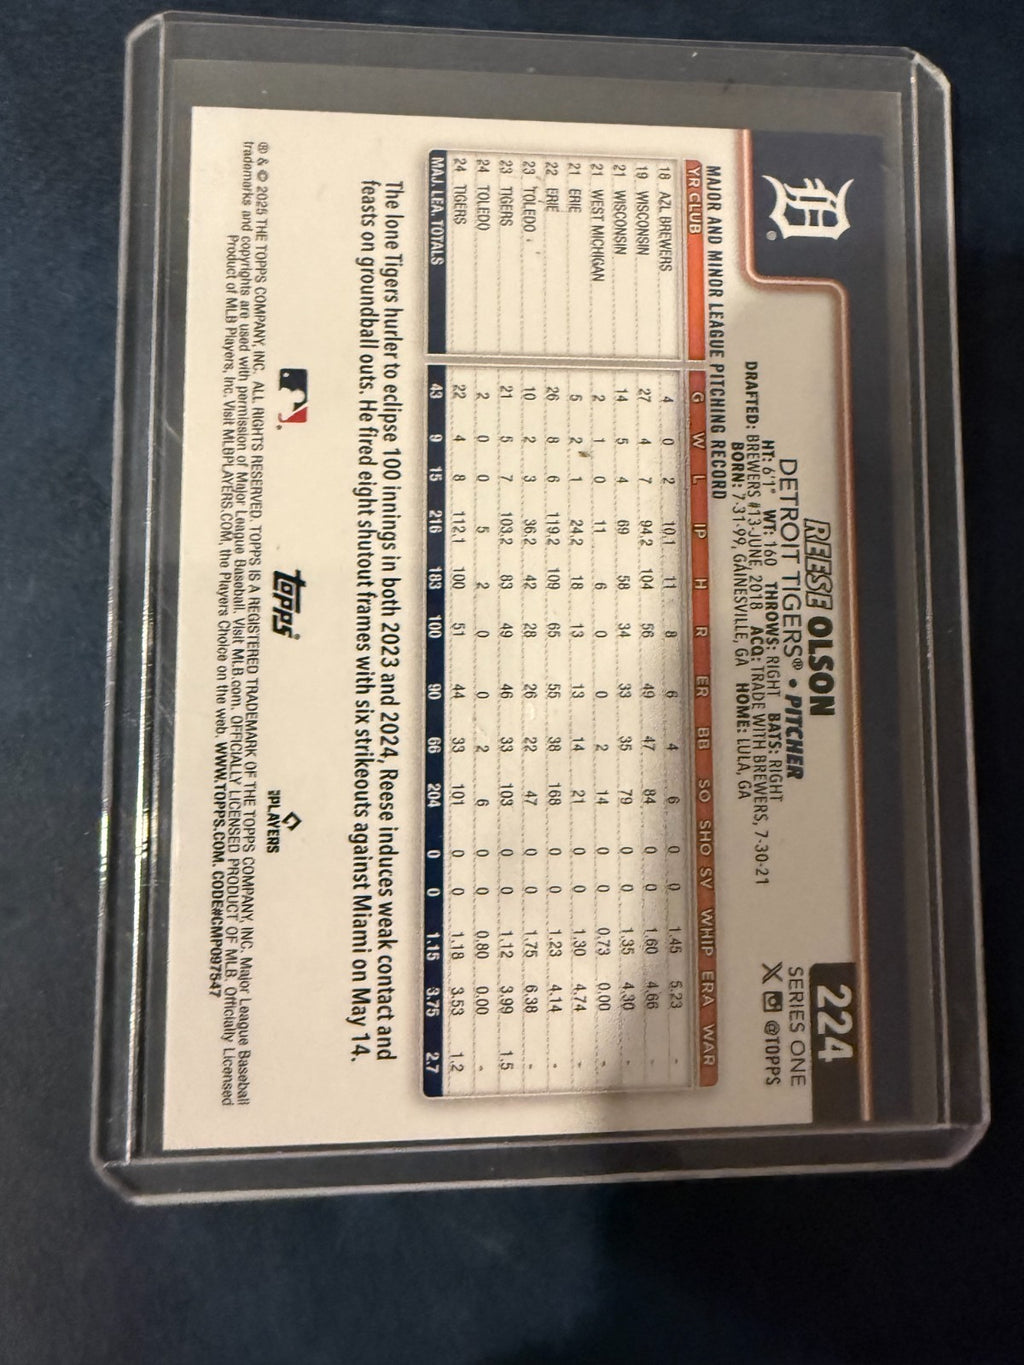 224
SERIES ONE
@TOPPS
REESE OLSON
DETROIT TIGERS® • PITCHER
HT: 6'1" WT: 160 THROWS: RIGHT BATS: RIGHT
DRAFTED: BREWERS #13-JUNE, 2018 ACQ: TRADE WITH BREWERS, 7-30-21
BORN: 7-31-99, GAINESVILLE, GA HOME: LULA, GA
MAJOR AND MINOR LEAGUE PITCHING RECORD
YR CLUB G W L IP H R ER BB SO SHO SV WHIP ERA WAR
18 AZL BREWERS 4 0 2 10.1 11 8 6 4 6 0 0 1.45 5.23 -
19 WISCONSIN 27 4 7 94.2 104 56 49 47 84 0 0 1.60 4.66 -
21 WISCONSIN 14 5 4 69 58 34 33 35 79 0 0 1.35 4.30 -
21 WEST MICHIGAN 2 1 0 11 6 0 0 2 14 0 0 0.73 0.00 -
21 ERIE 5 2 1 24.2 18 13 13 14 21 0 0 1.30 4.74 -
22 ERIE 26 8 6 119.2 109 65 55 38 168 0 0 1.23 4.14 -
23 TOLEDO 10 2 3 36.2 42 28 26 22 47 0 0 1.75 6.38 -
23 TIGERS 21 5 7 103.2 83 49 46 33 103 0 0 1.12 3.99 1.5
24 TOLEDO 2 0 0 5 2 0 0 2 6 0 0 0.80 0.00 -
24 TIGERS 22 4 8 112.1 100 51 44 33 101 0 0 1.18 3.53 1.2
MAJ. LEA. TOTALS 43 9 15 216 183 100 90 66 204 0 0 1.15 3.75 2.7
The lone Tigers hurler to eclipse 100 innings in both 2023 and 2024, Reese induces weak contact and
feasts on groundball outs. He fired eight shutout frames with six strikeouts against Miami on May 14.
topps
PLAYERS
® & © 2025 THE TOPPS COMPANY, INC. ALL RIGHTS RESERVED. TOPPS IS A REGISTERED TRADEMARK OF THE TOPPS COMPANY, INC. Major League Baseball
trademarks and copyrights are used with permission of Major League Baseball. Visit MLB.com. OFFICIALLY LICENSED PRODUCT OF MLB. Officially Licensed
Product of MLB Players, Inc. Visit MLBPLAYERS.COM, the Players Choice on the web. WWW.TOPPS.COM. CODE#CMP097547